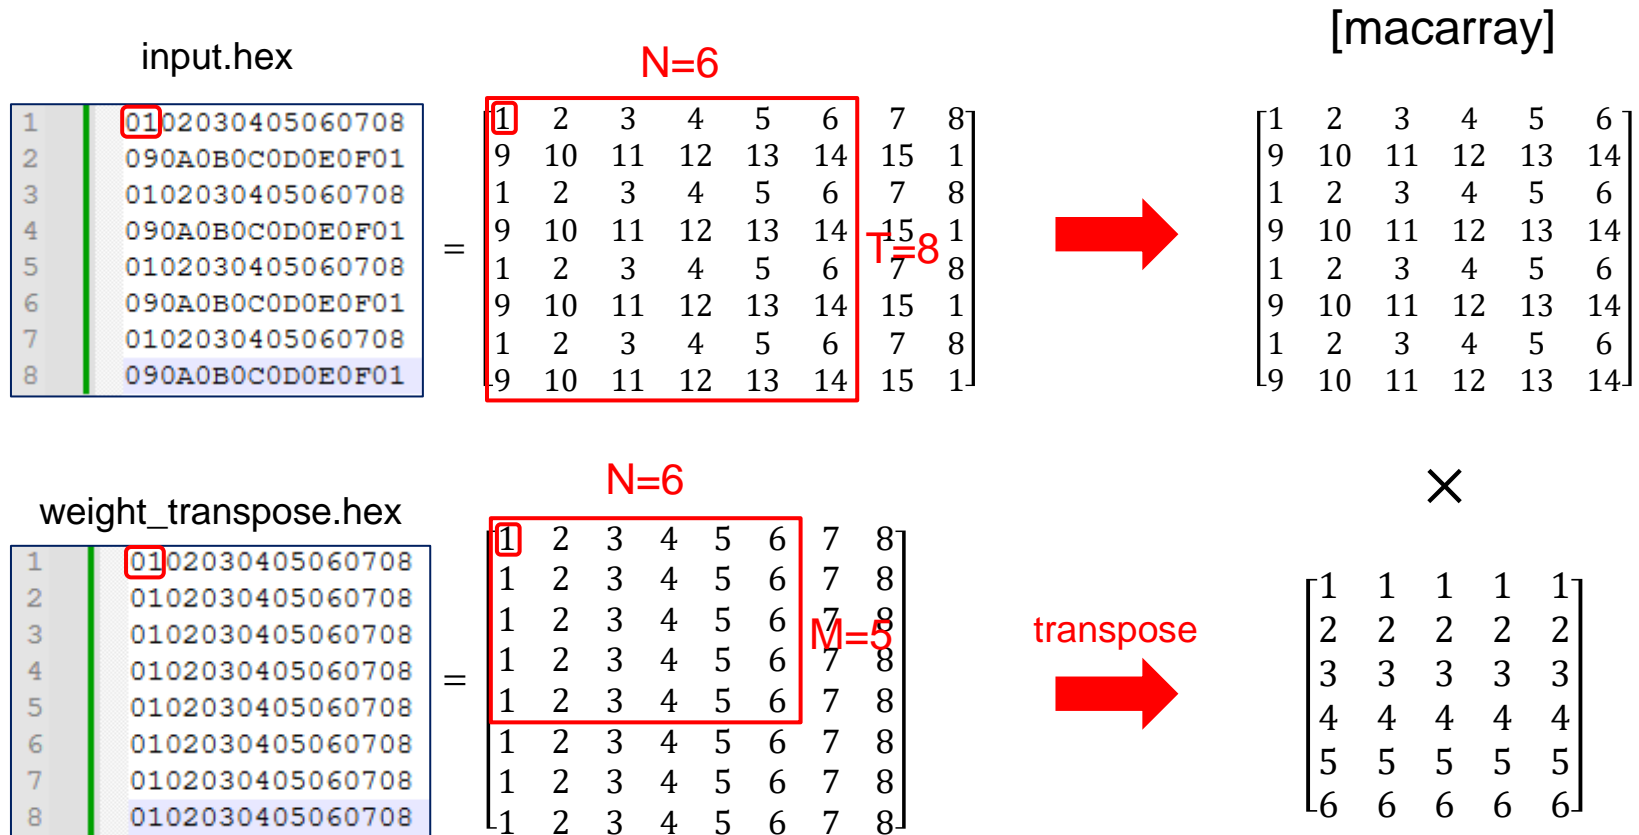 [macarray]
input.hex
N=6
1 0102030405060708
2 090A0B0C0D0E0F01
3 0102030405060708
4 090A0B0C0D0E0F01
5 0102030405060708
6 090A0B0C0D0E0F01
7 0102030405060708
8 090A0B0C0D0E0F01
=
1 2 3 4 5 6 7 8
9 10 11 12 13 14 15 1
1 2 3 4 5 6 7 8
9 10 11 12 13 14 15 1
1 2 3 4 5 6 7 8
9 10 11 12 13 14 15 1
1 2 3 4 5 6 7 8
9 10 11 12 13 14 15 1
T=8
1 2 3 4 5 6
9 10 11 12 13 14
1 2 3 4 5 6
9 10 11 12 13 14
1 2 3 4 5 6
9 10 11 12 13 14
1 2 3 4 5 6
9 10 11 12 13 14
×
weight_transpose.hex
N=6
1 0102030405060708
2 0102030405060708
3 0102030405060708
4 0102030405060708
5 0102030405060708
6 0102030405060708
7 0102030405060708
8 0102030405060708
=
1 2 3 4 5 6 7 8
1 2 3 4 5 6 7 8
1 2 3 4 5 6 7 8
1 2 3 4 5 6 7 8
1 2 3 4 5 6 7 8
1 2 3 4 5 6 7 8
1 2 3 4 5 6 7 8
1 2 3 4 5 6 7 8
M=5
transpose
1 1 1 1 1
2 2 2 2 2
3 3 3 3 3
4 4 4 4 4
5 5 5 5 5
6 6 6 6 6